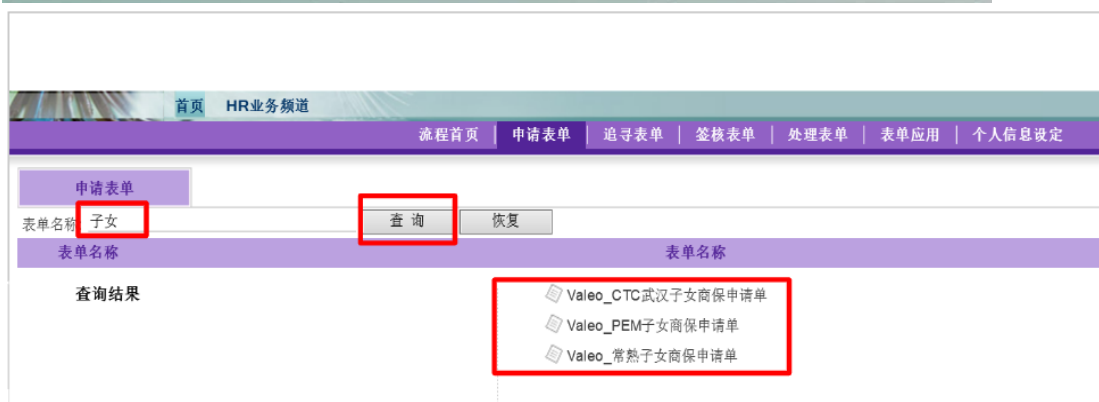 首页 HR业务频道
流程首页 | 申请表单 | 追寻表单 | 签核表单 | 处理表单 | 表单应用 | 个人信息设定
申请表单
表单名称 子女 查 询 恢复
表单名称 表单名称
查询结果
Valeo_CTC武汉子女商保申请单
Valeo_PEM子女商保申请单
Valeo_常熟子女商保申请单